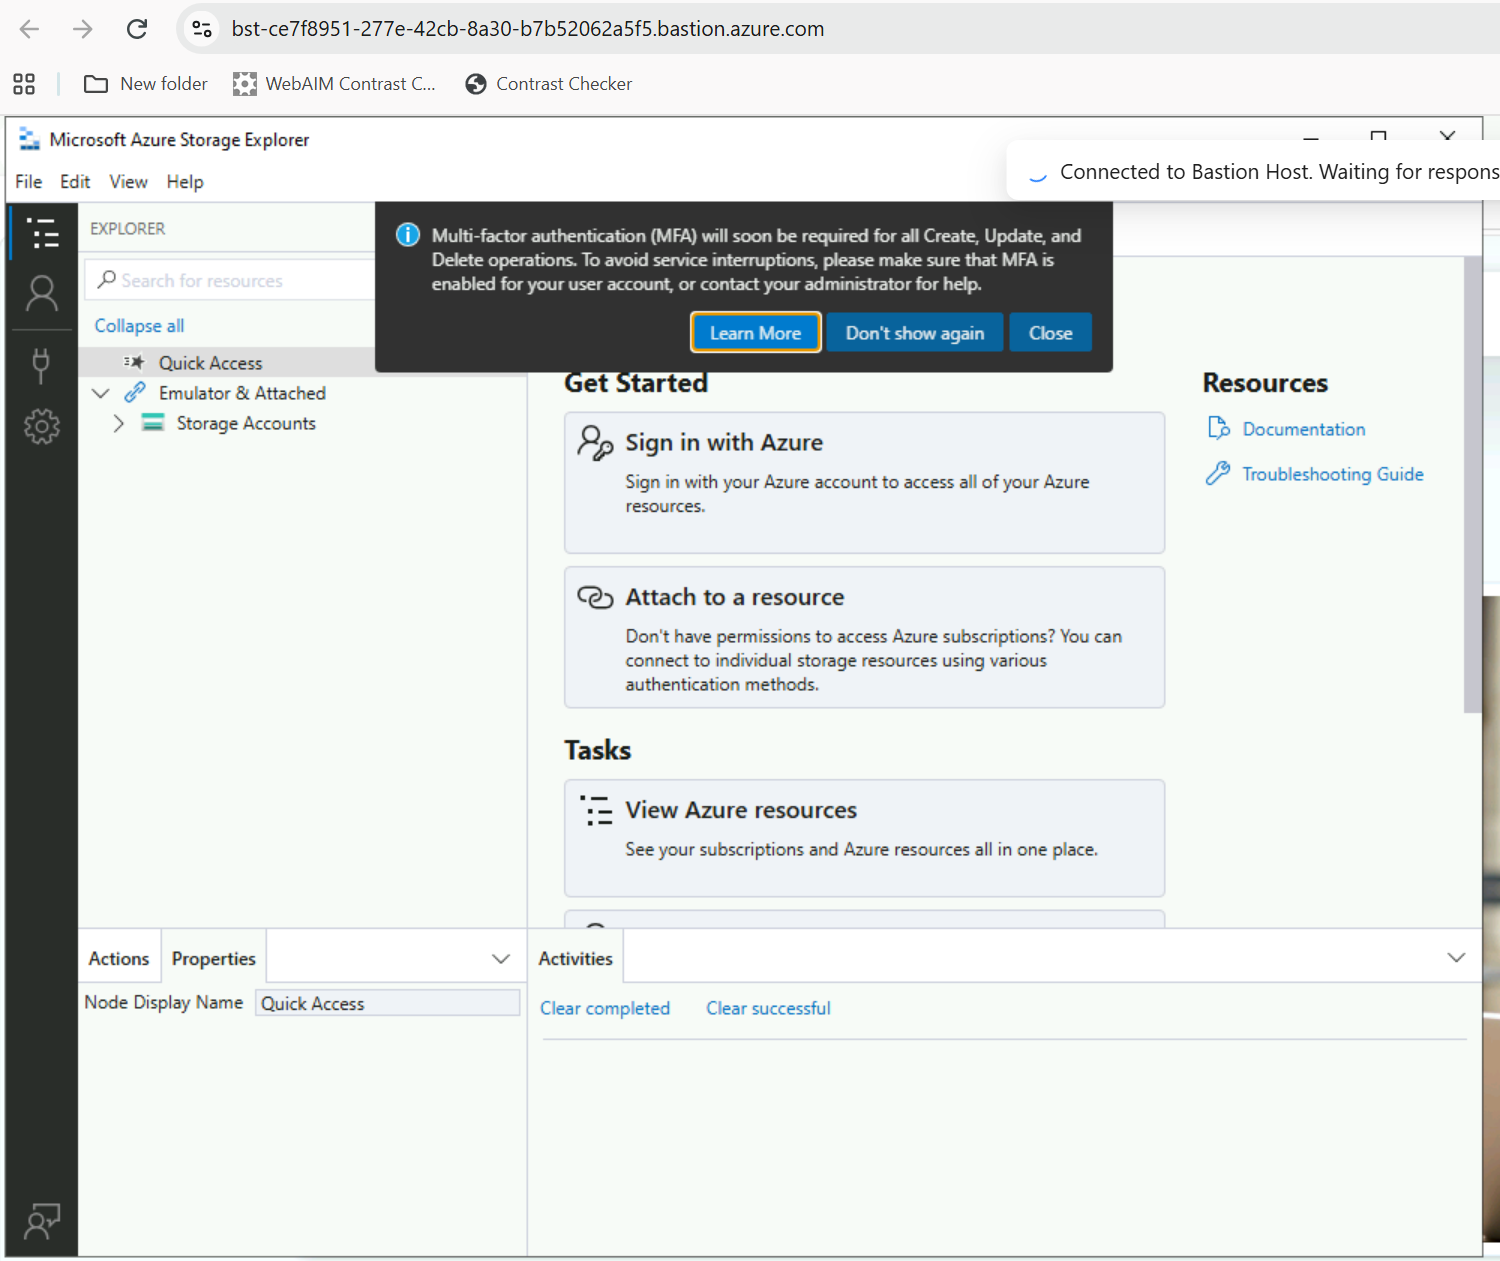 bst-ce7f8951-277e-42cb-8a30-b7b52062a5f5.bastion.azure.com
New folder
WebAIM Contrast C...
Contrast Checker
Microsoft Azure Storage Explorer
Connected to Bastion Host. Waiting for respons
File Edit View Help
EXPLORER
Multi-factor authentication (MFA) will soon be required for all Create, Update, and
Delete operations. To avoid service interruptions, please make sure that MFA is
enabled for your user account, or contact your administrator for help.
Learn More
Don't show again
Close
Search for resources
Collapse all
Quick Access
Emulator & Attached
Storage Accounts
Get Started
Sign in with Azure
Sign in with your Azure account to access all of your Azure
resources.
Attach to a resource
Don't have permissions to access Azure subscriptions? You can
connect to individual storage resources using various
authentication methods.
Tasks
View Azure resources
See your subscriptions and Azure resources all in one place.
Resources
Documentation
Troubleshooting Guide
Actions
Properties
Node Display Name
Quick Access
Activities
Clear completed
Clear successful